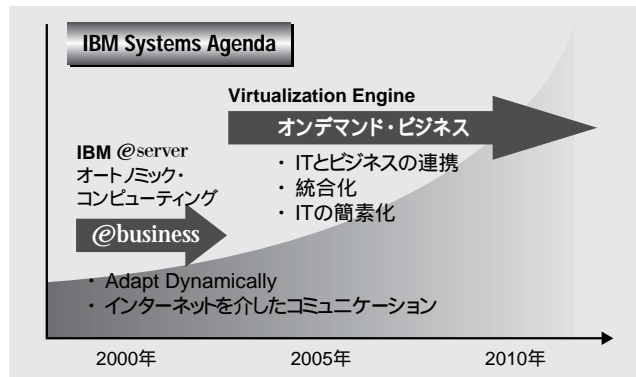 IBM Systems Agenda
Virtualization Engine
オンデマンド・ビジネス
・ ITとビジネスの連携
・ 統合化
・ ITの簡素化
IBM @server
オートノミック・
コンピューティング
@business
・ Adapt Dynamically
・ インターネットを介したコミュニケーション
2000年
2005年
2010年